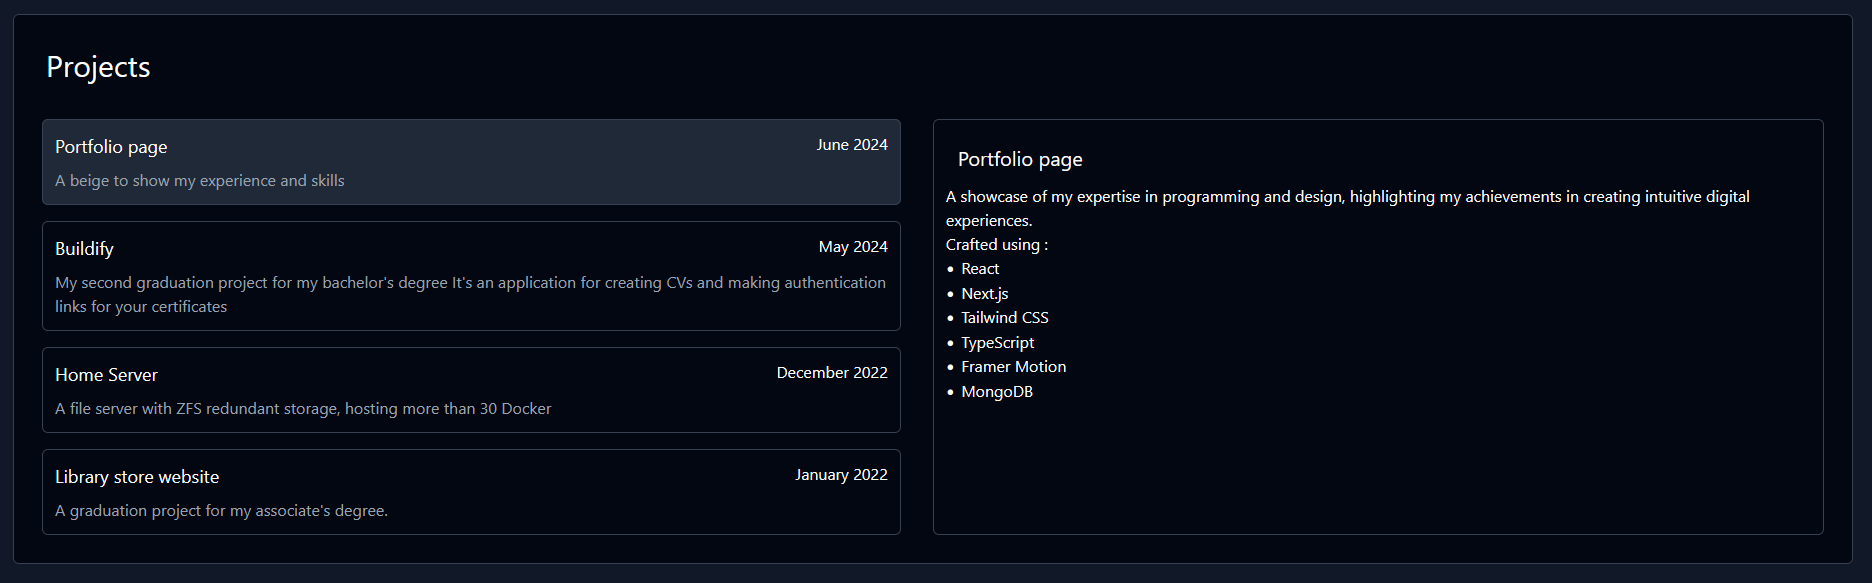 Projects
Portfolio page
June 2024
A beige to show my experience and skills
Buildify
May 2024
My second graduation project for my bachelor's degree It's an application for creating CVs and making authentication
links for your certificates
Home Server
December 2022
A file server with ZFS redundant storage, hosting more than 30 Docker
Library store website
January 2022
A graduation project for my associate's degree.
Portfolio page
A showcase of my expertise in programming and design, highlighting my achievements in creating intuitive digital
experiences.
Crafted using :
• React
• Next.js
• Tailwind CSS
• TypeScript
• Framer Motion
• MongoDB